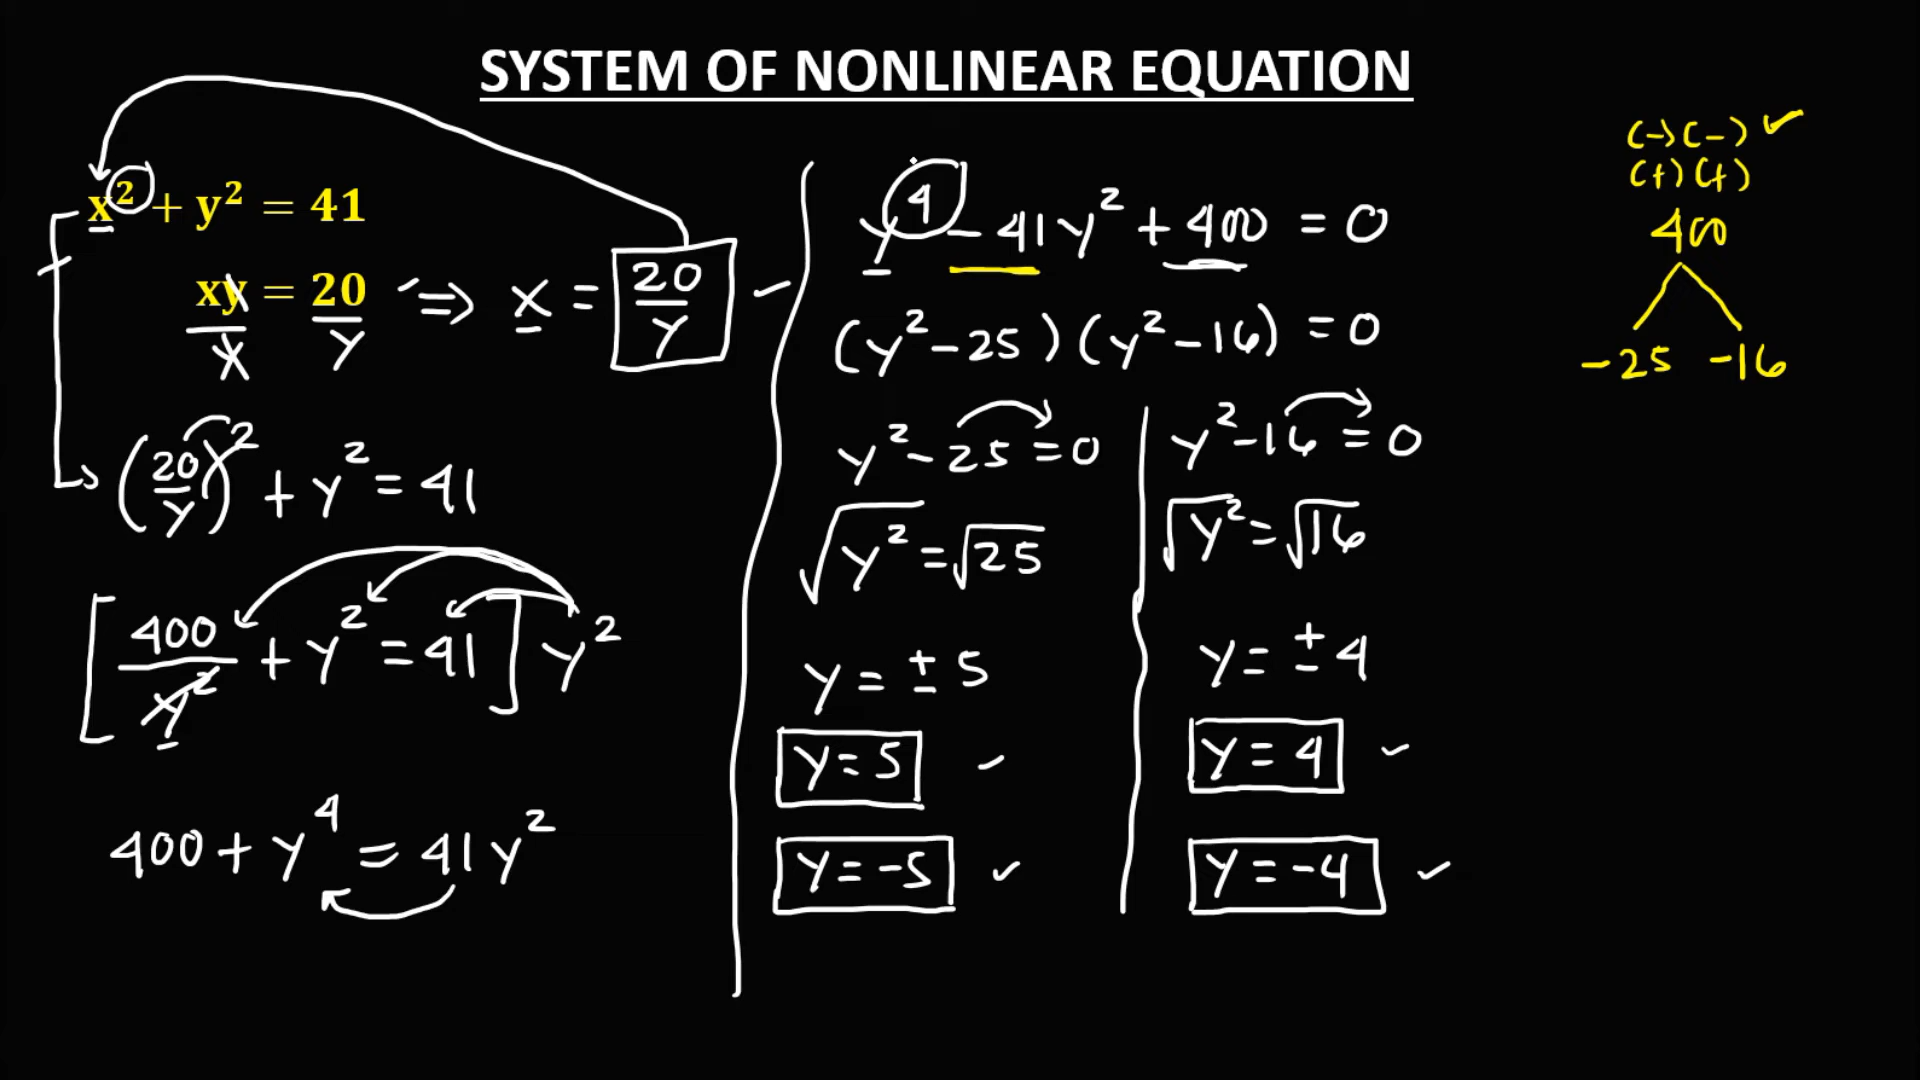 SYSTEM OF NONLINEAR EQUATION
x² + y² = 41
xy = 20 ⇒ x = 20/y
y y
(20/y)² + y² = 41
[400/y² + y² = 41] y²
400 + y⁴ = 41y²
y⁴ - 41y² + 400 = 0
(y² - 25)(y² - 16) = 0
y² - 25 = 0
√y² = √25
y = ± 5
y = 5
y = -5
y² - 16 = 0
√y² = √16
y = ± 4
y = 4
y = -4
(-)(-) ✓
(+)(+)
400
-25 -16